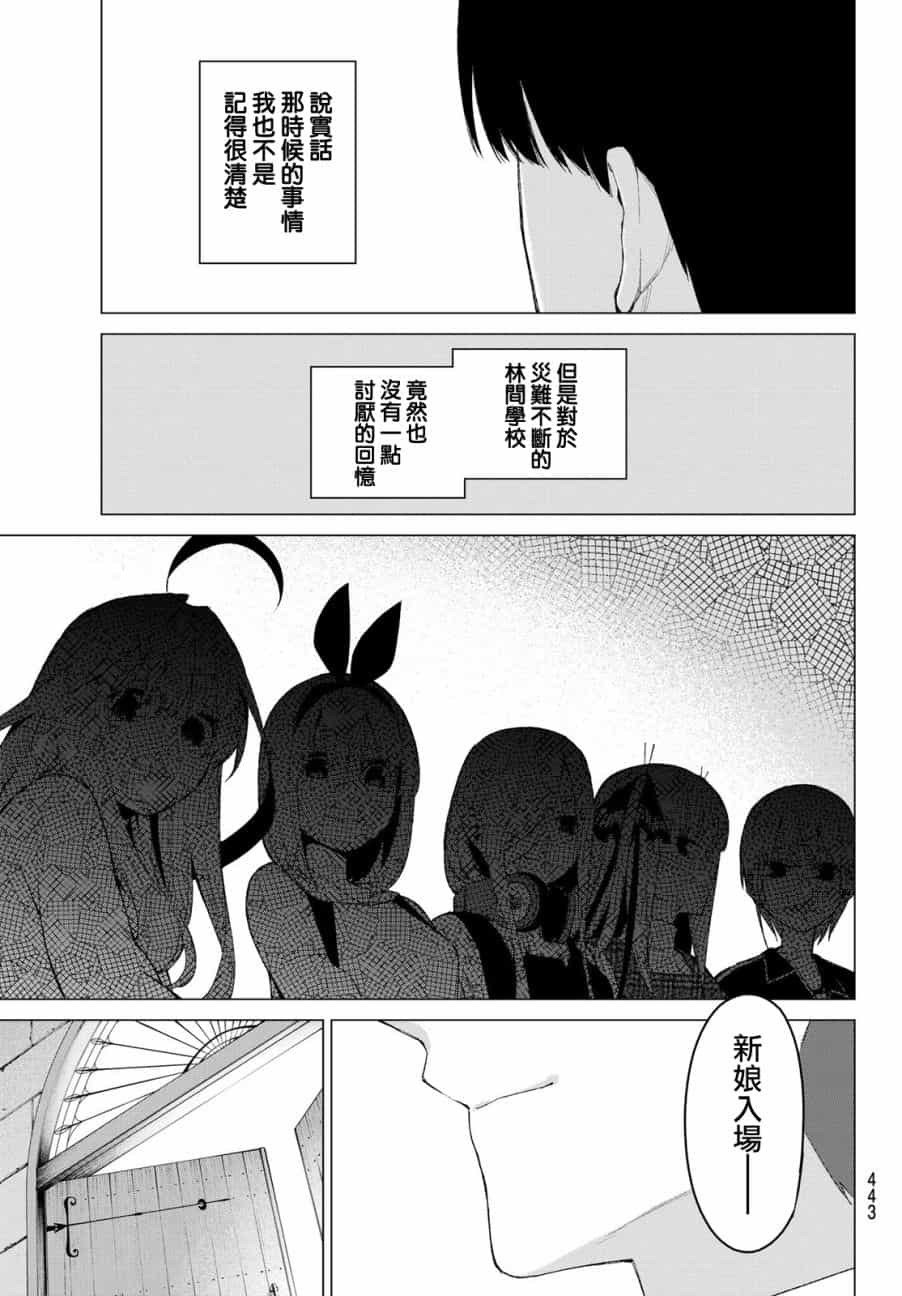 說實話
那時候的事情
我也不是
記得很清楚
但是對於
災難不斷的
林間學校
竟然也
沒有一點
討厭的回憶
新娘入場──
443